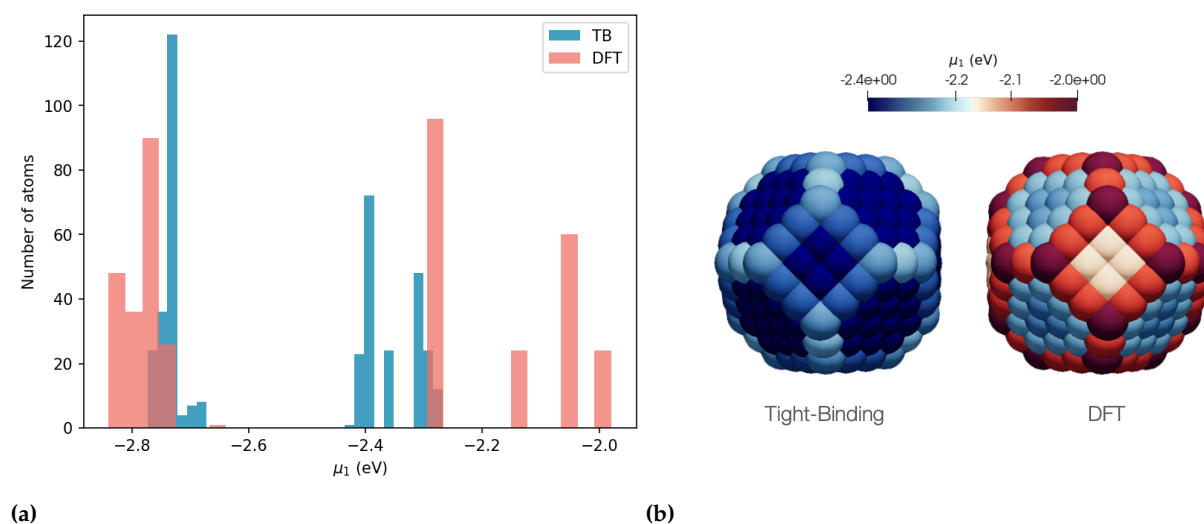 120
100
80
60
40
20
0
Number of atoms
TB
DFT
−2.8
−2.6
−2.4
−2.2
−2.0
μ₁ (eV)
(a)
μ₁ (eV)
-2.4e+00
-2.2
-2.1
-2.0e+00
Tight-Binding
DFT
(b)